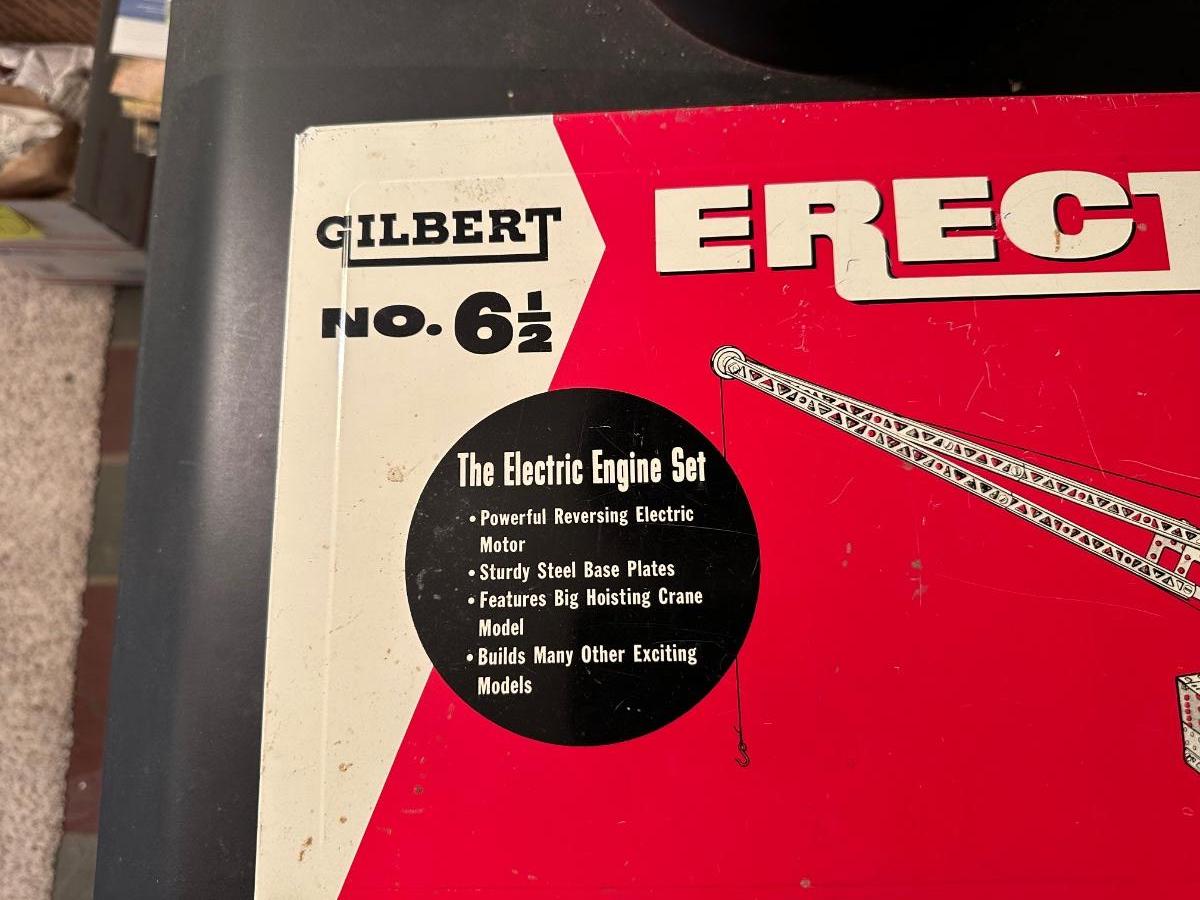 GILBERT
ERECT
NO. 6½
The Electric Engine Set
• Powerful Reversing Electric
Motor
• Sturdy Steel Base Plates
• Features Big Hoisting Crane
Model
• Builds Many Other Exciting
Models